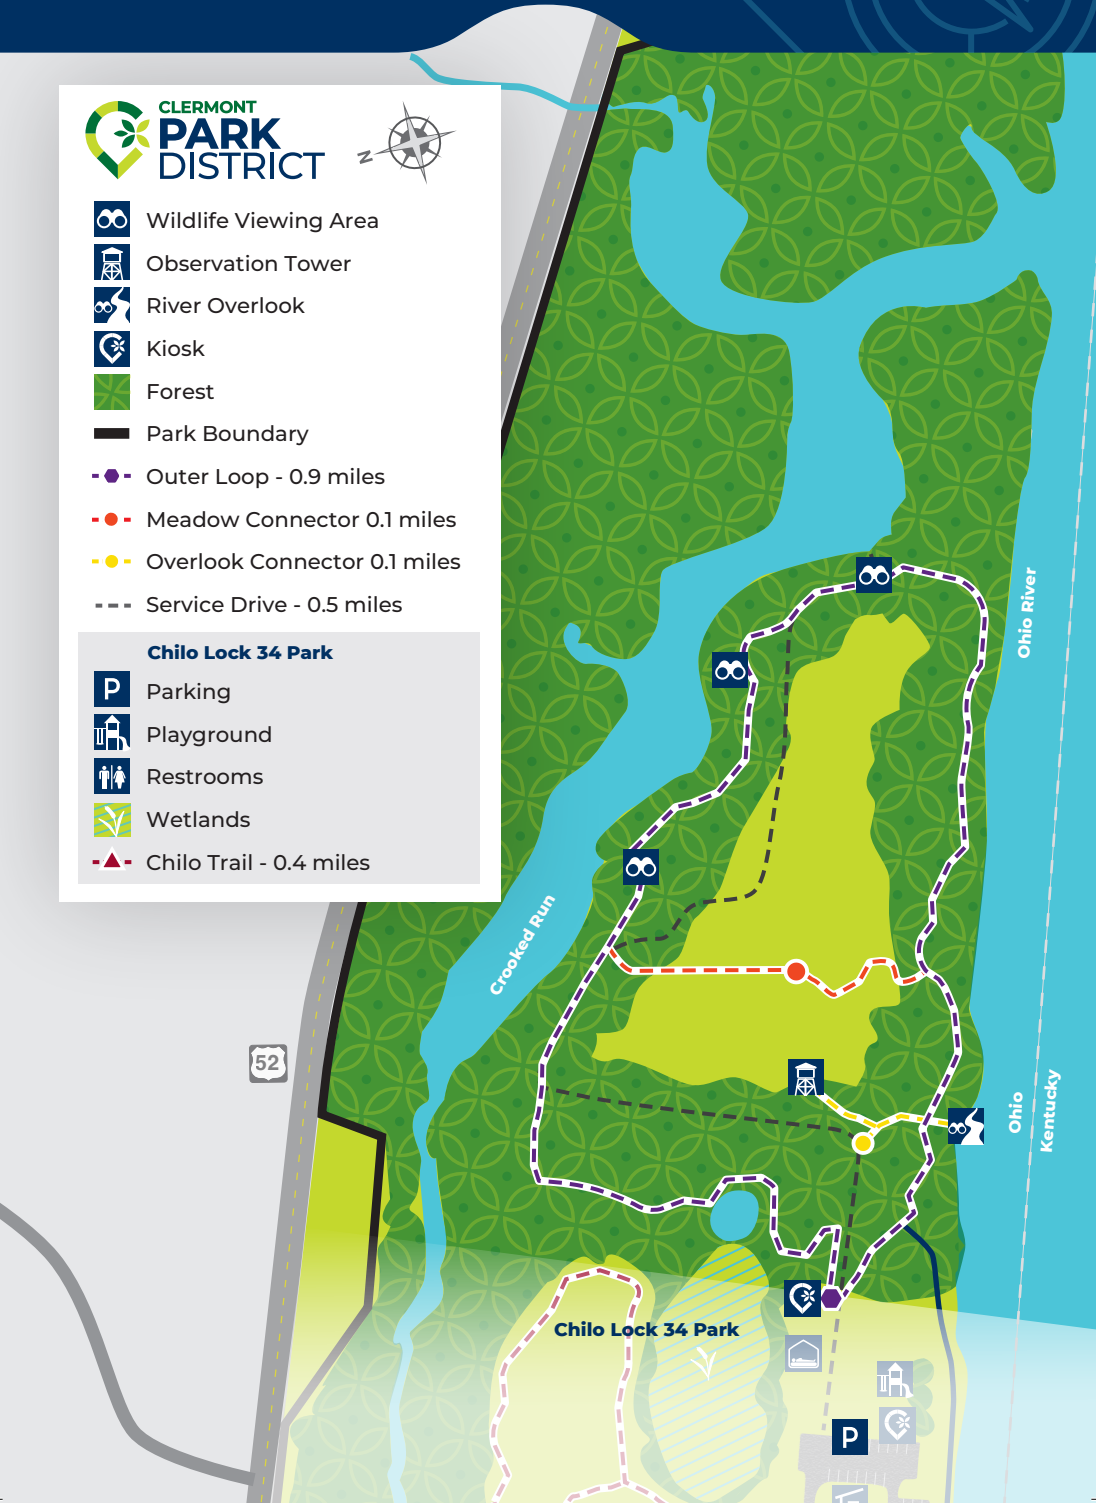 CLERMONT
PARK
DISTRICT
N
Wildlife Viewing Area
Observation Tower
River Overlook
Kiosk
Forest
Park Boundary
Outer Loop - 0.9 miles
Meadow Connector 0.1 miles
Overlook Connector 0.1 miles
Service Drive - 0.5 miles
Chilo Lock 34 Park
P
Parking
Playground
Restrooms
Wetlands
Chilo Trail - 0.4 miles
Ohio River
Crooked Run
52
Ohio
Kentucky
Chilo Lock 34 Park
P